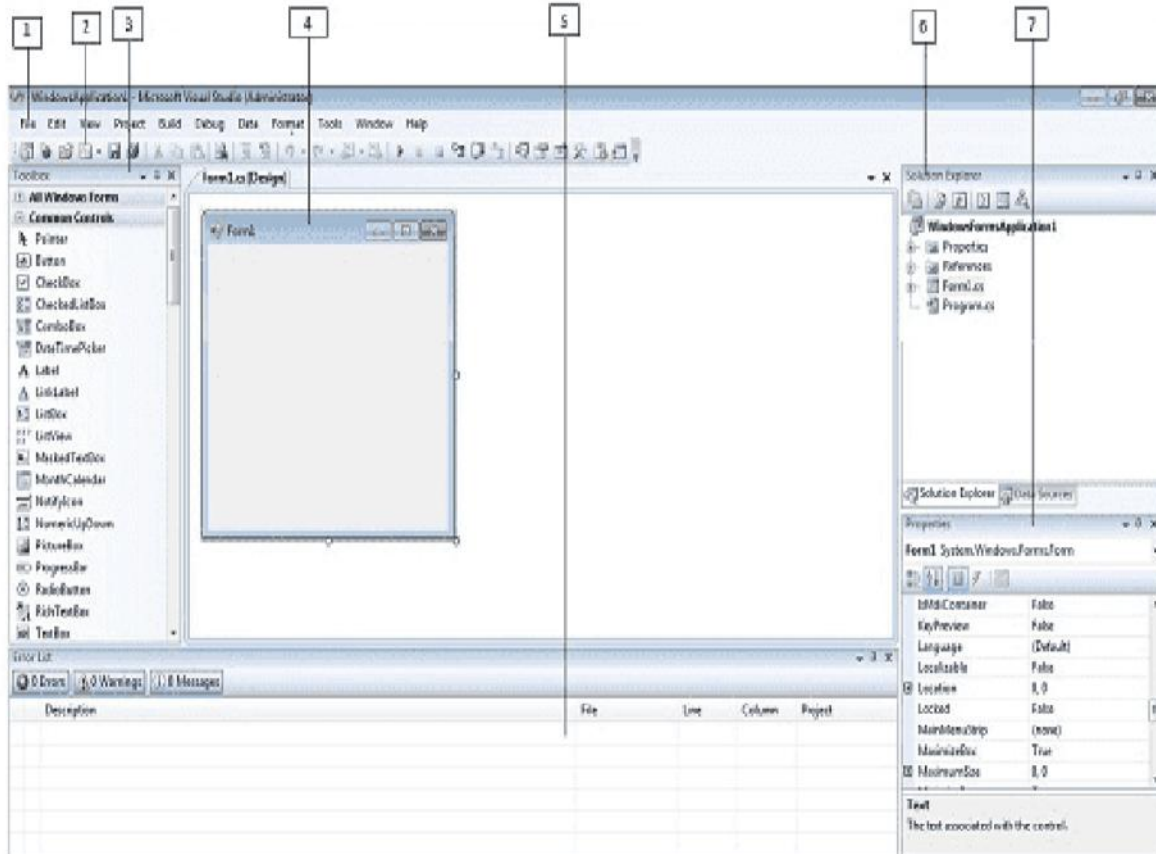 1 2 3 4 5 6 7
WindowsApplication1 - Microsoft Visual Studio (Administrator)
File Edit View Project Build Debug Data Format Tools Window Help
Toolbox
All Windows Forms
Common Controls
Pointer
Button
CheckBox
CheckedListBox
ComboBox
DateTimePicker
Label
LinkLabel
ListBox
ListView
MaskedTextBox
MonthCalendar
NotifyIcon
NumericUpDown
PictureBox
ProgressBar
RadioButton
RichTextBox
TextBox
Form1.cs [Design]
Form1
Error List
0 Errors 0 Warnings 0 Messages
Description File Line Column Project
Solution Explorer
WindowsFormsApplication1
Properties
References
Form1.cs
Program.cs
Solution Explorer Data Sources
Properties
Form1 System.Windows.Forms.Form
IsMdiContainer False
KeyPreview False
Language (Default)
Localizable False
Location 0, 0
Locked False
MainMenuStrip (none)
MaximizeBox True
MaximumSize 0, 0
Text
The text associated with the control.